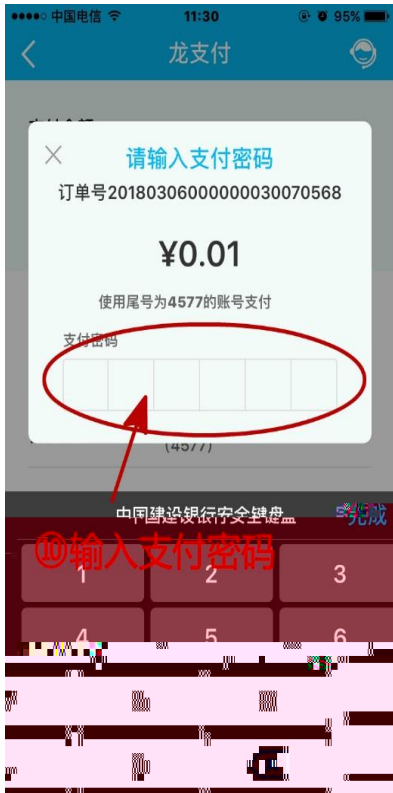 中国电信 11:30 95%
龙支付
请输入支付密码
订单号20180306000000030070568
¥0.01
使用尾号为4577的账号支付
支付密码
(4577)
中国建设银行安全键盘 完成
⑩输入支付密码
1 2 3
4 5 6